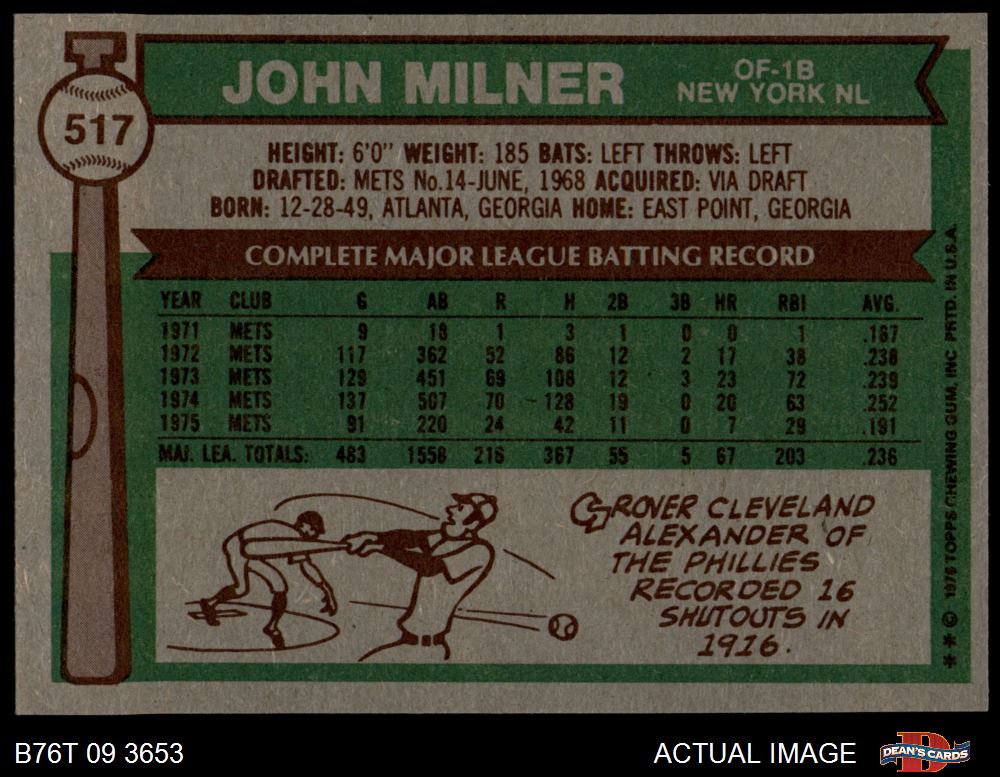 517
JOHN MILNER
OF-1B
NEW YORK NL
HEIGHT: 6'0" WEIGHT: 185 BATS: LEFT THROWS: LEFT
DRAFTED: METS No.14-JUNE, 1968 ACQUIRED: VIA DRAFT
BORN: 12-28-49, ATLANTA, GEORGIA HOME: EAST POINT, GEORGIA
COMPLETE MAJOR LEAGUE BATTING RECORD
YEAR CLUB G AB R H 2B 3B HR RBI AVG.
1971 METS 9 18 1 3 1 0 0 1 .167
1972 METS 117 362 52 86 12 2 17 38 .238
1973 METS 129 451 69 108 12 3 23 72 .239
1974 METS 137 507 70 128 19 0 20 63 .252
1975 METS 91 220 24 42 11 0 7 29 .191
MAJ. LEA. TOTALS: 483 1558 216 367 55 5 67 203 .236
GROVER CLEVELAND
ALEXANDER OF
THE PHILLIES
RECORDED 16
SHUTOUTS IN
1916.
** © 1976 TOPPS CHEWING GUM, INC PRTD. IN U.S.A.
B76T 09 3653
ACTUAL IMAGE
D
DEAN'S CARDS